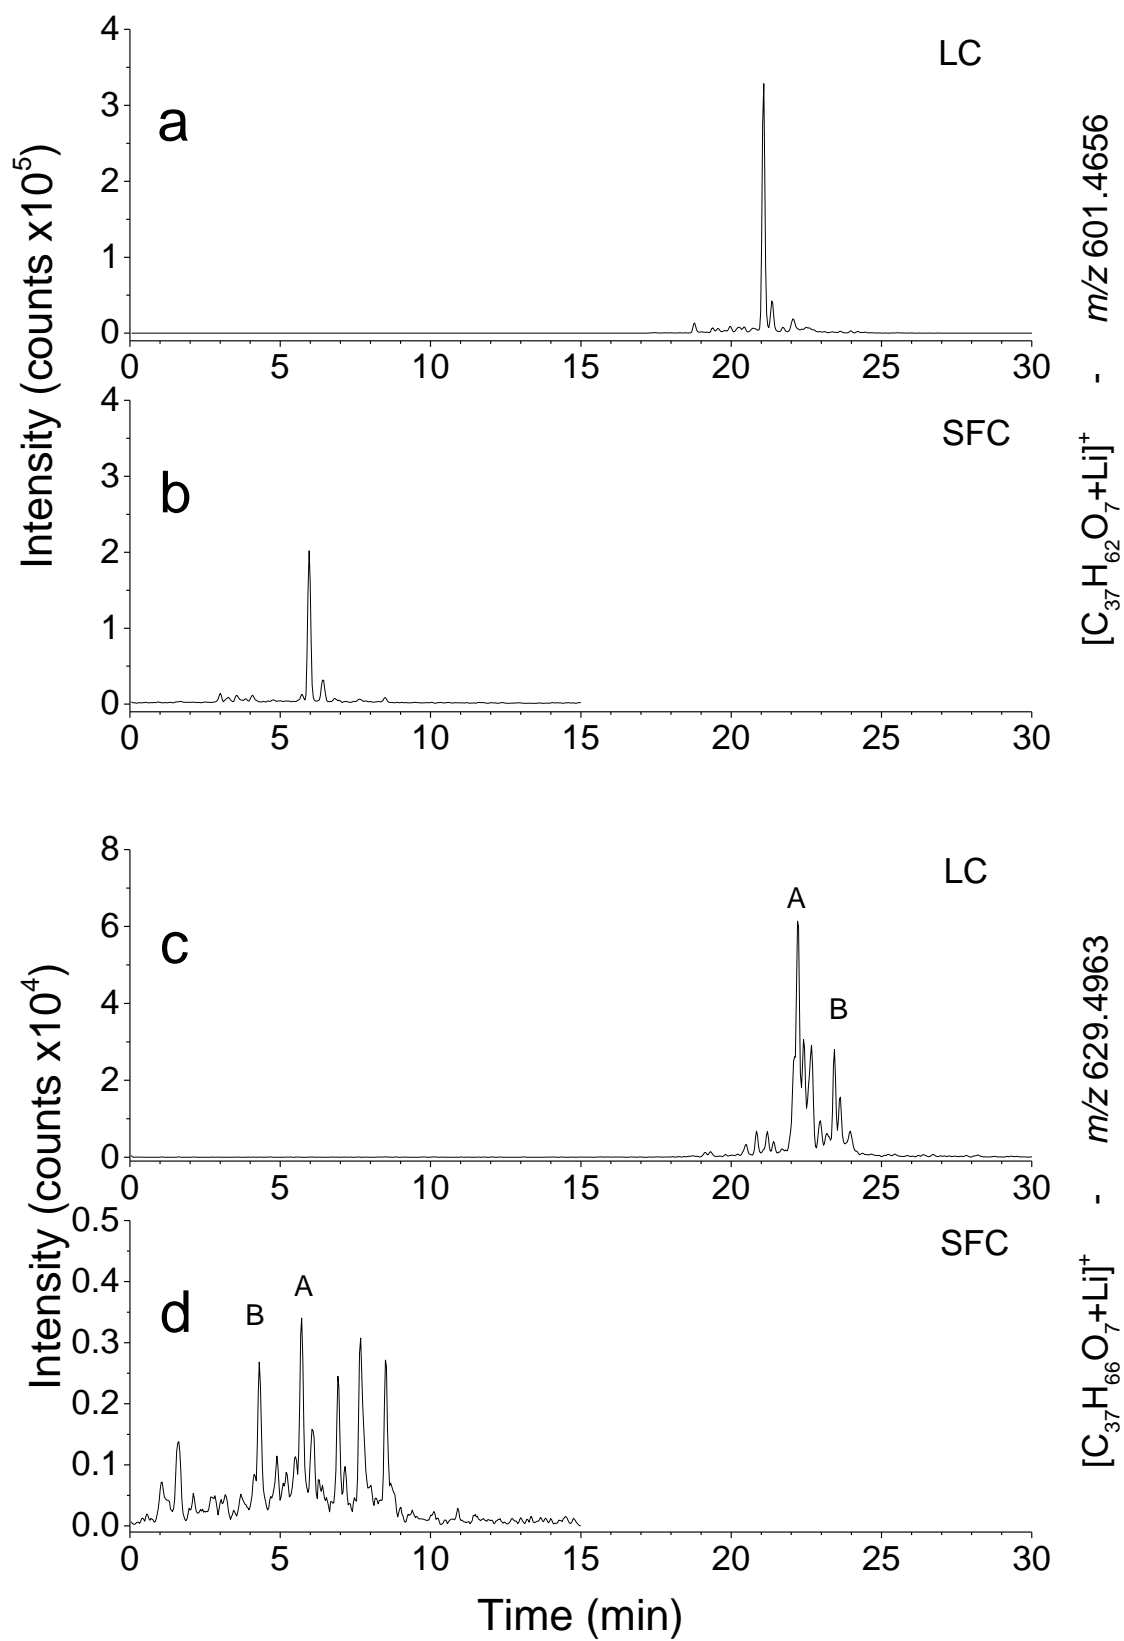 Intensity (counts x10⁵)
a
LC
4
3
2
1
0
0 5 10 15 20 25 30
b
SFC
4
3
2
1
0
0 5 10 15 20 25 30
[C₃₇H₆₂O₇+Li]⁺ - m/z 601.4656
Intensity (counts x10⁴)
c
LC
A
B
8
6
4
2
0
0 5 10 15 20 25 30
d
SFC
B
A
0.5
0.4
0.3
0.2
0.1
0.0
0 5 10 15 20 25 30
[C₃₇H₆₆O₇+Li]⁺ - m/z 629.4963
Time (min)